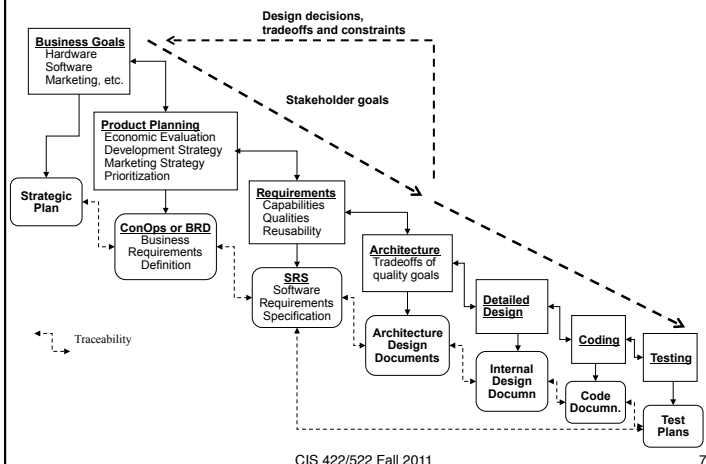 Design decisions,
tradeoffs and constraints
Business Goals
Hardware
Software
Marketing, etc.
Stakeholder goals
Product Planning
Economic Evaluation
Development Strategy
Marketing Strategy
Prioritization
Strategic
Plan
Requirements
Capabilities
Qualities
Reusability
ConOps or BRD
Business
Requirements
Definition
Architecture
Tradeoffs of
quality goals
SRS
Software
Requirements
Specification
Detailed
Design
Architecture
Design
Documents
Coding
Testing
Traceability
Internal
Design
Documn
Code
Documn.
Test
Plans
CIS 422/522 Fall 2011
7